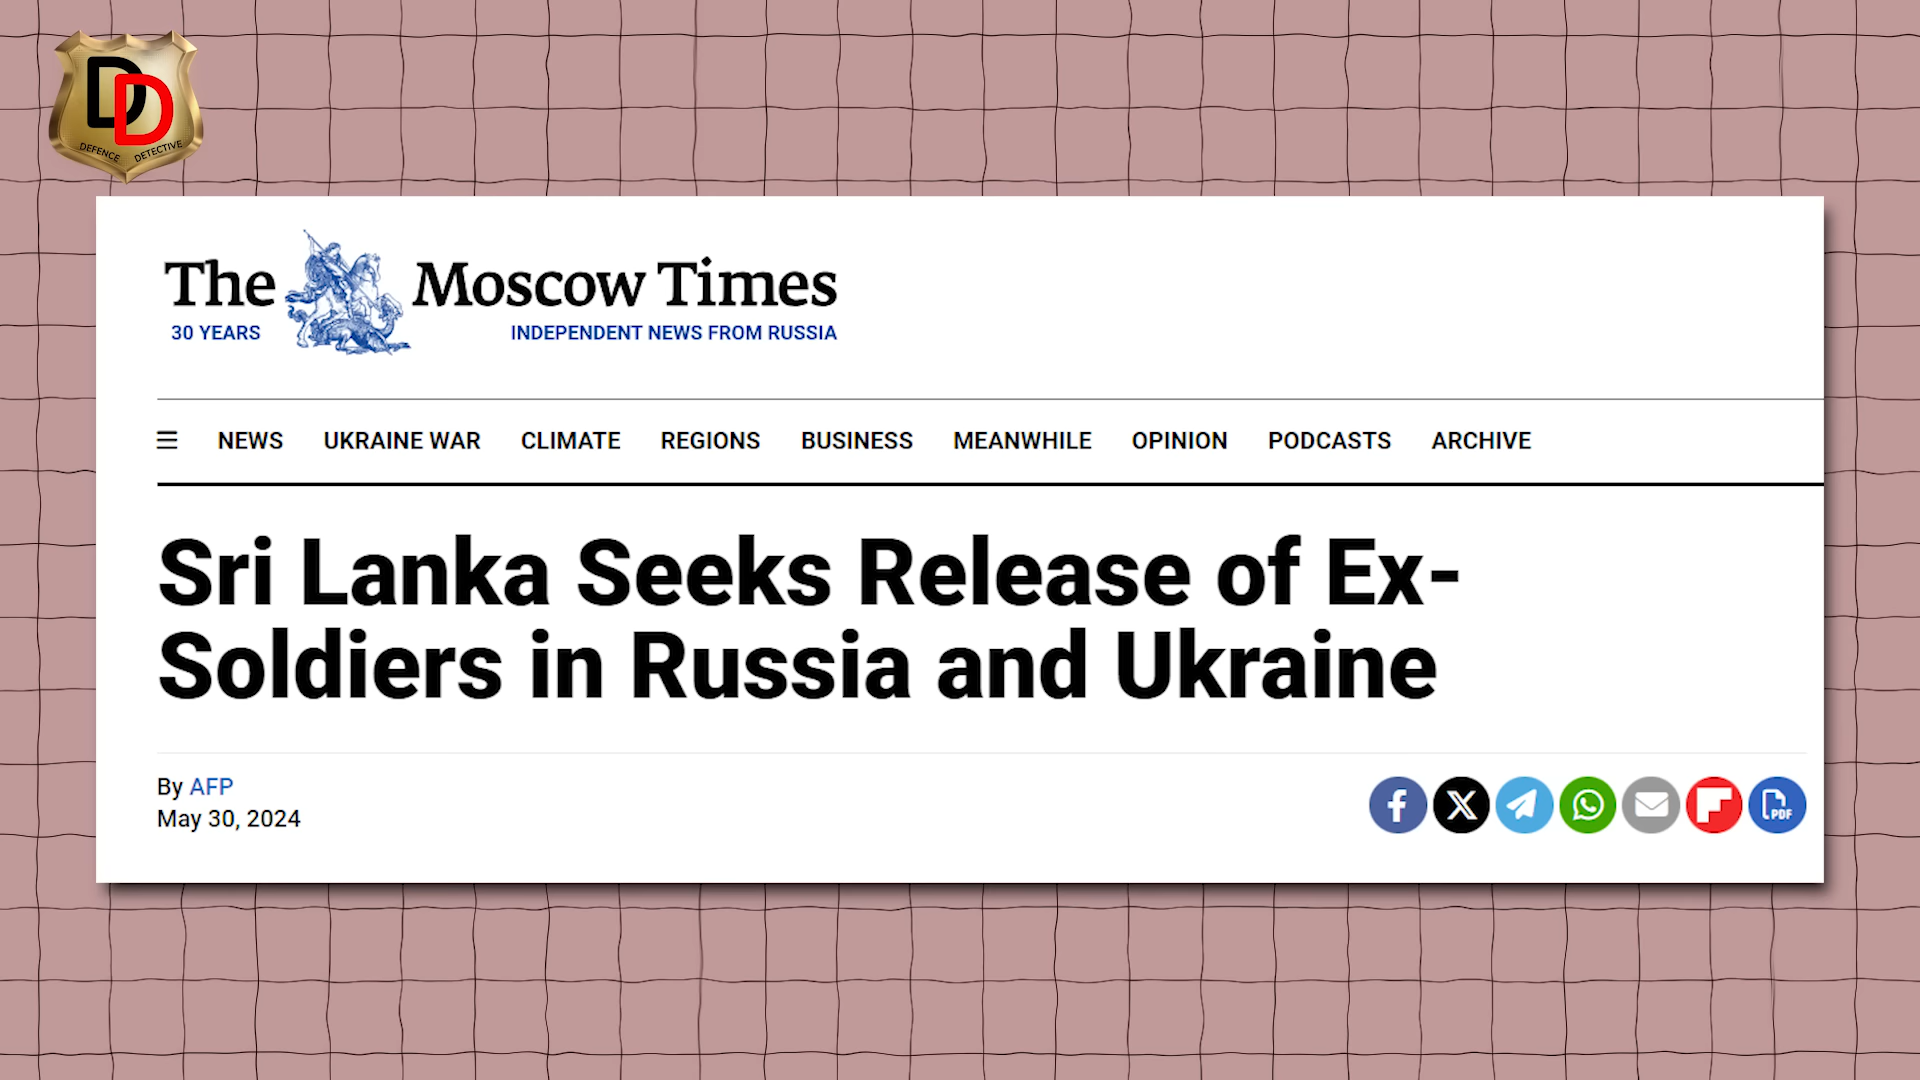 DD
DEFENCE DETECTIVE
The Moscow Times
30 YEARS INDEPENDENT NEWS FROM RUSSIA
NEWS UKRAINE WAR CLIMATE REGIONS BUSINESS MEANWHILE OPINION PODCASTS ARCHIVE
Sri Lanka Seeks Release of Ex-
Soldiers in Russia and Ukraine
By AFP
May 30, 2024
PDF